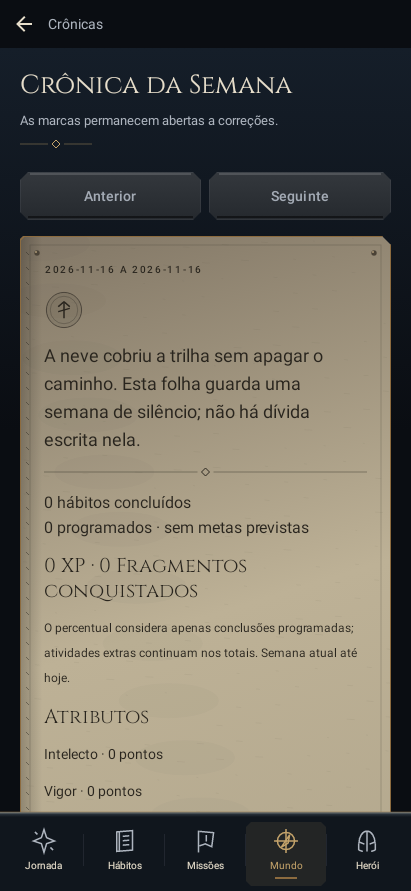 Crônicas
Crônica da Semana
As marcas permanecem abertas a correções.
Anterior
Seguinte
2026-11-16 A 2026-11-16
A neve cobriu a trilha sem apagar o
caminho. Esta folha guarda uma
semana de silêncio; não há dívida
escrita nela.
0 hábitos concluídos
0 programados · sem metas previstas
0 XP · 0 Fragmentos
conquistados
O percentual considera apenas conclusões programadas;
atividades extras continuam nos totais. Semana atual até
hoje.
Atributos
Intelecto · 0 pontos
Vigor · 0 pontos
Jornada
Hábitos
Missões
Mundo
Herói